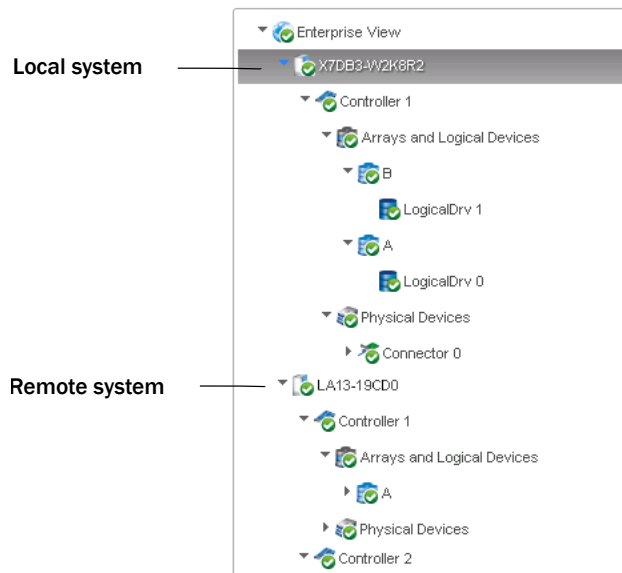 Enterprise View
Local system
X7DB3-W2K8R2
Controller 1
Arrays and Logical Devices
B
LogicalDrv 1
A
LogicalDrv 0
Physical Devices
Connector 0
Remote system
LA13-19CD0
Controller 1
Arrays and Logical Devices
A
Physical Devices
Controller 2